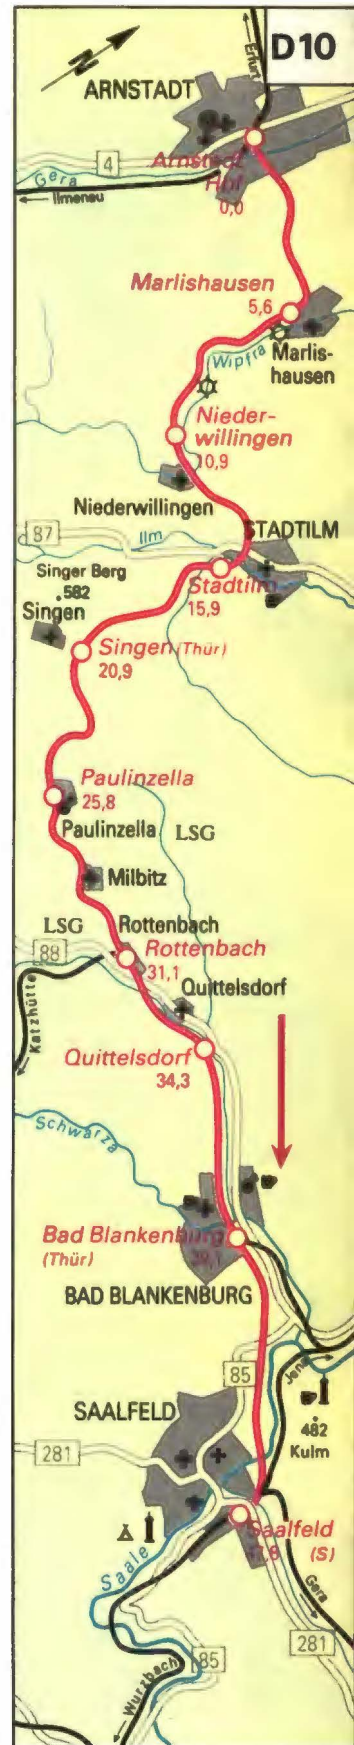 D10
Erfurt
ARNSTADT
4
Arnstadt
Hbf
0,0
Gera
Ilmenau
Marlishausen
5,6
Marlis-
hausen
Wipfra
Nieder-
willingen
10,9
Niederwillingen
87
Ilm
STADTILM
Stadtilm
15,9
Singer Berg
582
Singen
Singen (Thür)
20,9
Paulinzella
25,8
Paulinzella
LSG
Milbitz
LSG
Rottenbach
88
Rottenbach
31,1
Katzhütte
Quittelsdorf
Quittelsdorf
34,3
Schwarza
Bad Blankenburg
(Thür)
39,1
BAD BLANKENBURG
85
Jena
SAALFELD
482
Kulm
281
Saalfeld
(S)
Saale
Gera
281
85
Wurzbach